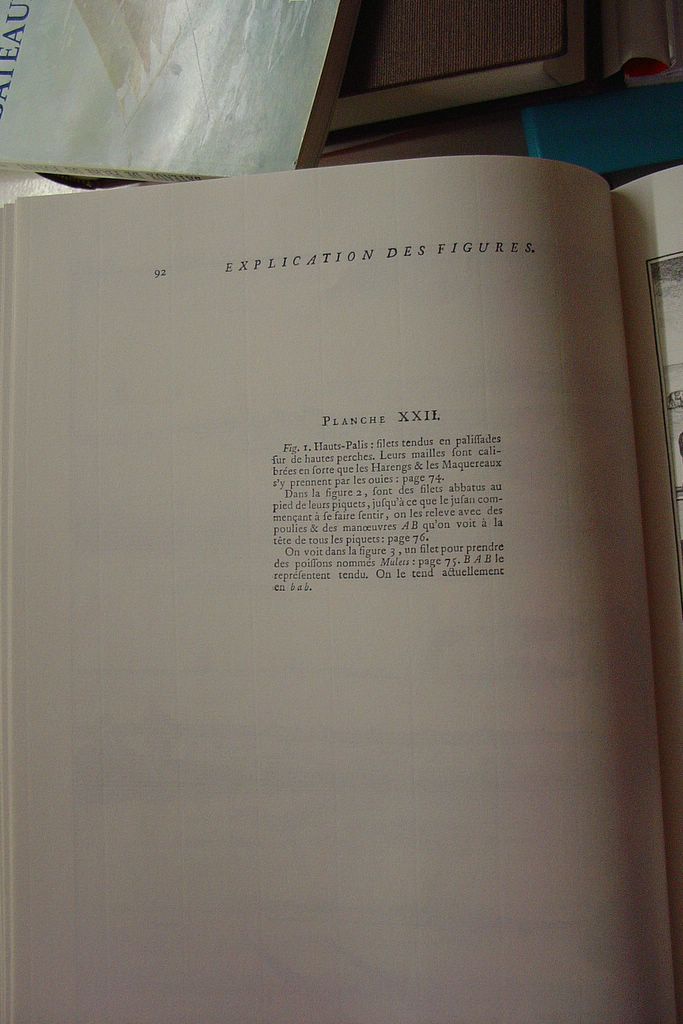 BATEAU
92 EXPLICATION DES FIGURES.
PLANCHE XXII.
Fig. 1. Hauts-Palis : filets tendus en palissades
sur de hautes perches. Leurs mailles sont cali-
brées en sorte que les Harengs & les Maquereaux
s'y prennent par les ouies : page 74.
Dans la figure 2, sont des filets abbatus au
pied de leurs piquets, jusqu'à ce que le jusan com-
mençant à se faire sentir, on les releve avec des
poulies & des manœuvres AB qu'on voit à la
tête de tous les piquets : page 76.
On voit dans la figure 3, un filet pour prendre
des poissons nommés Mulets : page 75. BAB le
représentent tendu. On le tend actuellement
en bab.